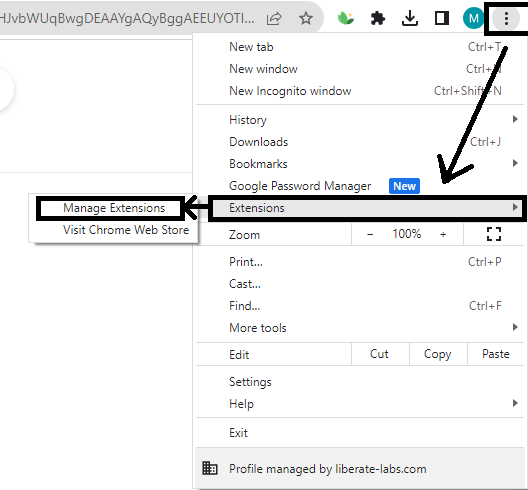 HJvbWUqBwgDEAAYgAQyBggAEEUYOTI...
M
New tab Ctrl+T
New window Ctrl+N
New Incognito window Ctrl+Shift+N
History
Downloads Ctrl+J
Bookmarks
Google Password Manager New
Manage Extensions Extensions
Visit Chrome Web Store
Zoom − 100% +
Print... Ctrl+P
Cast...
Find... Ctrl+F
More tools
Edit Cut Copy Paste
Settings
Help
Exit
Profile managed by liberate-labs.com